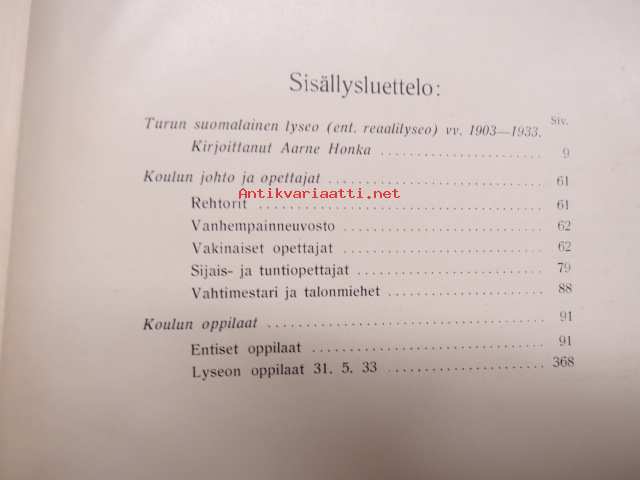 Sisällysluettelo:
Siv.
Turun suomalainen lyseo (ent. reaalilyseo) vv. 1903—1933.
Kirjoittanut Aarne Honka ........................ 9
Koulun johto ja opettajat ........................ 61
Antikvariaatti.net
Rehtorit ........................ 61
Vanhempainneuvosto ........................ 62
Vakinaiset opettajat ........................ 62
Sijais- ja tuntiopettajat ........................ 79
Vahtimestari ja talonmiehet ........................ 88
Koulun oppilaat ........................ 91
Entiset oppilaat ........................ 91
Lyseon oppilaat 31. 5. 33 ........................ 368